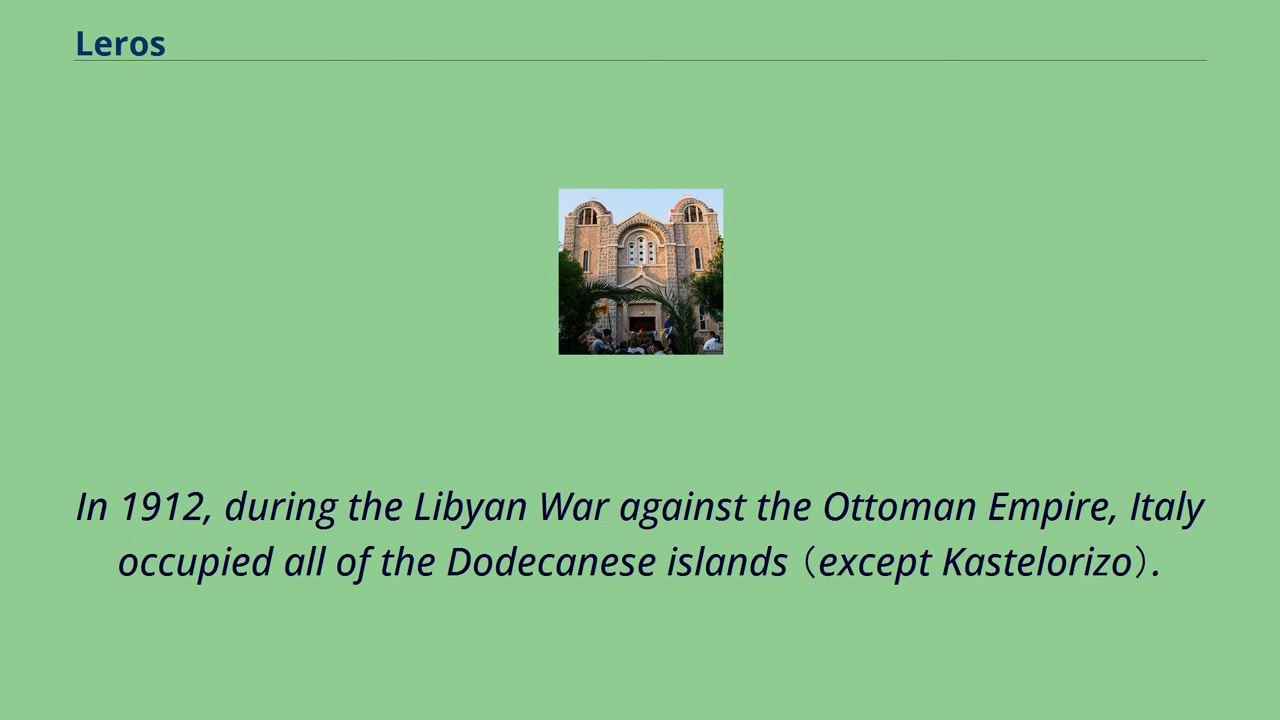 Leros
In 1912, during the Libyan War against the Ottoman Empire, Italy
occupied all of the Dodecanese islands（except Kastelorizo）.